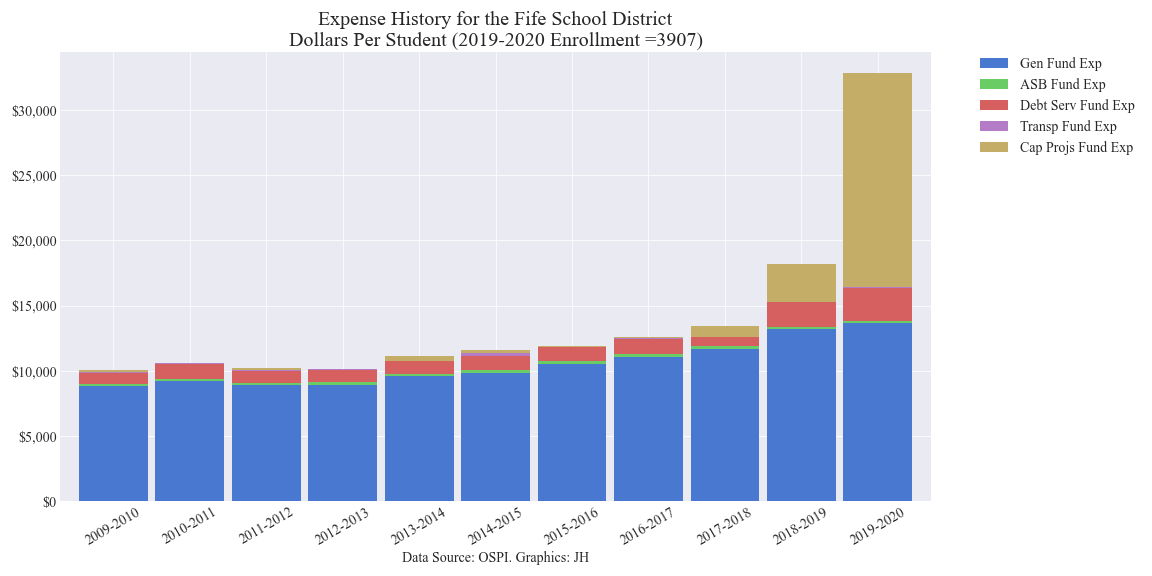 Expense History for the Fife School District
Dollars Per Student (2019-2020 Enrollment =3907)
Gen Fund Exp
ASB Fund Exp
Debt Serv Fund Exp
Transp Fund Exp
Cap Projs Fund Exp
$30,000
$25,000
$20,000
$15,000
$10,000
$5,000
$0
2009-2010
2010-2011
2011-2012
2012-2013
2013-2014
2014-2015
2015-2016
2016-2017
2017-2018
2018-2019
2019-2020
Data Source: OSPI. Graphics: JH